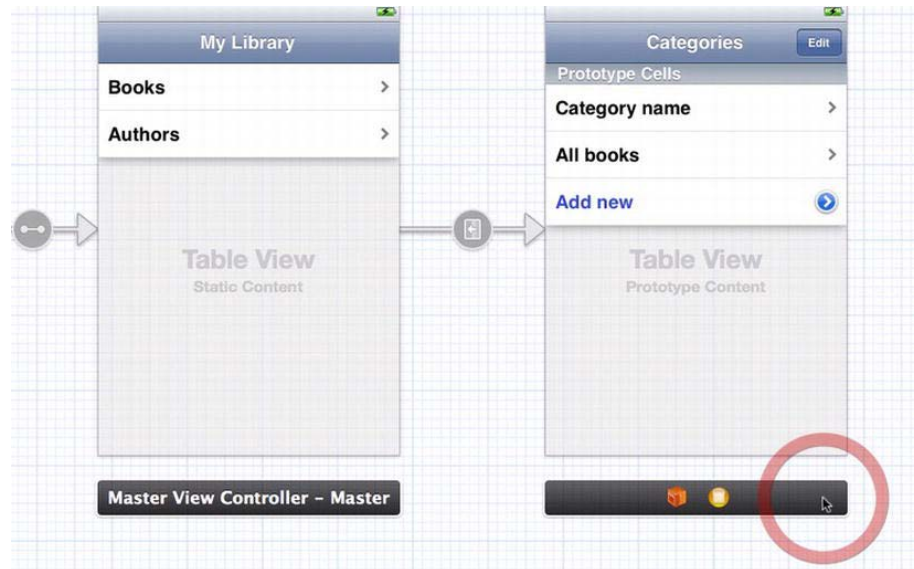 My Library
Books
Authors
Table View
Static Content
Master View Controller - Master
Categories
Edit
Prototype Cells
Category name
All books
Add new
Table View
Prototype Content